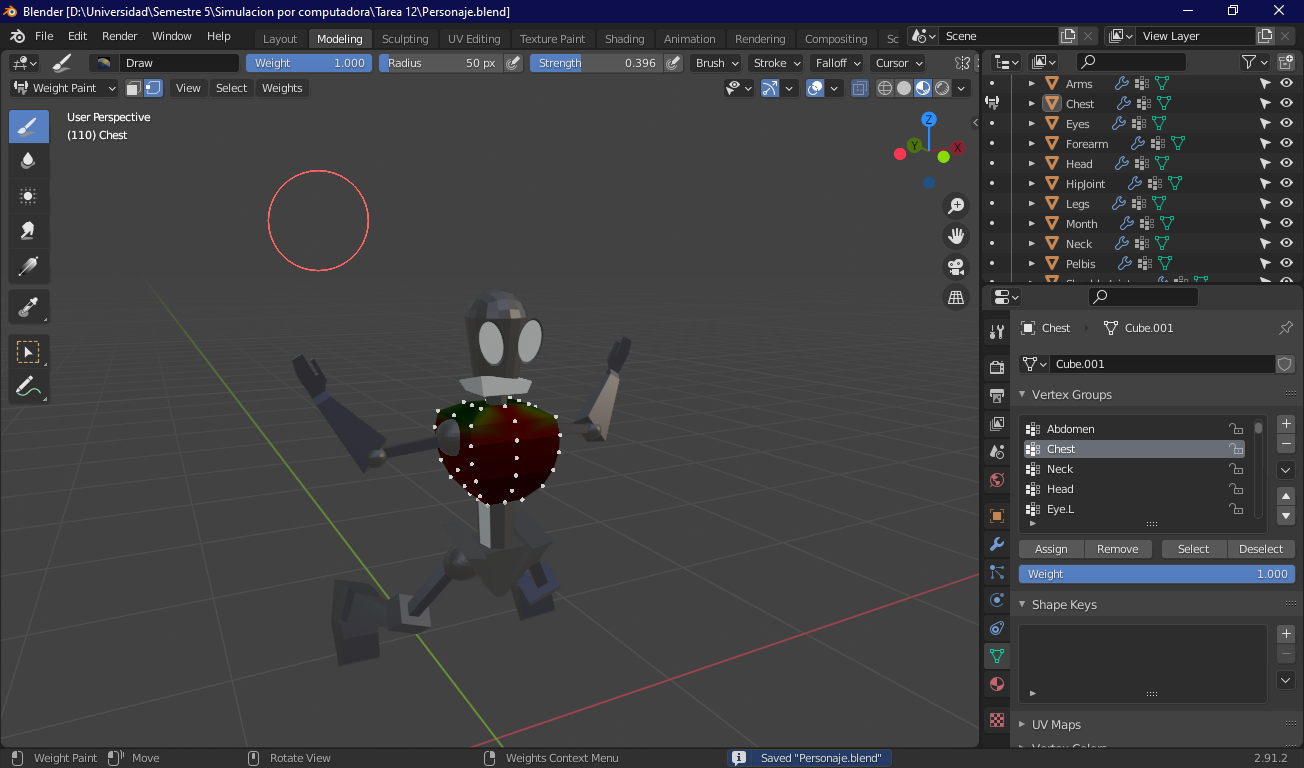 Blender [D:\Universidad\Semestre 5\Simulacion por computadora\Tarea 12\Personaje.blend]
File Edit Render Window Help
Layout Modeling Sculpting UV Editing Texture Paint Shading Animation Rendering Compositing Sc
Scene View Layer
Draw Weight 1.000 Radius 50 px Strength 0.396 Brush Stroke Falloff Cursor
Weight Paint View Select Weights
User Perspective
(110) Chest
Z
Y
X
Arms
Chest
Eyes
Forearm
Head
HipJoint
Legs
Month
Neck
Pelbis
Chest Cube.001
Cube.001
Vertex Groups
Abdomen
Chest
Neck
Head
Eye.L
Assign Remove Select Deselect
Weight 1.000
Shape Keys
UV Maps
Vertex Colors
Weight Paint Move Rotate View Weights Context Menu Saved "Personaje.blend" 2.91.2